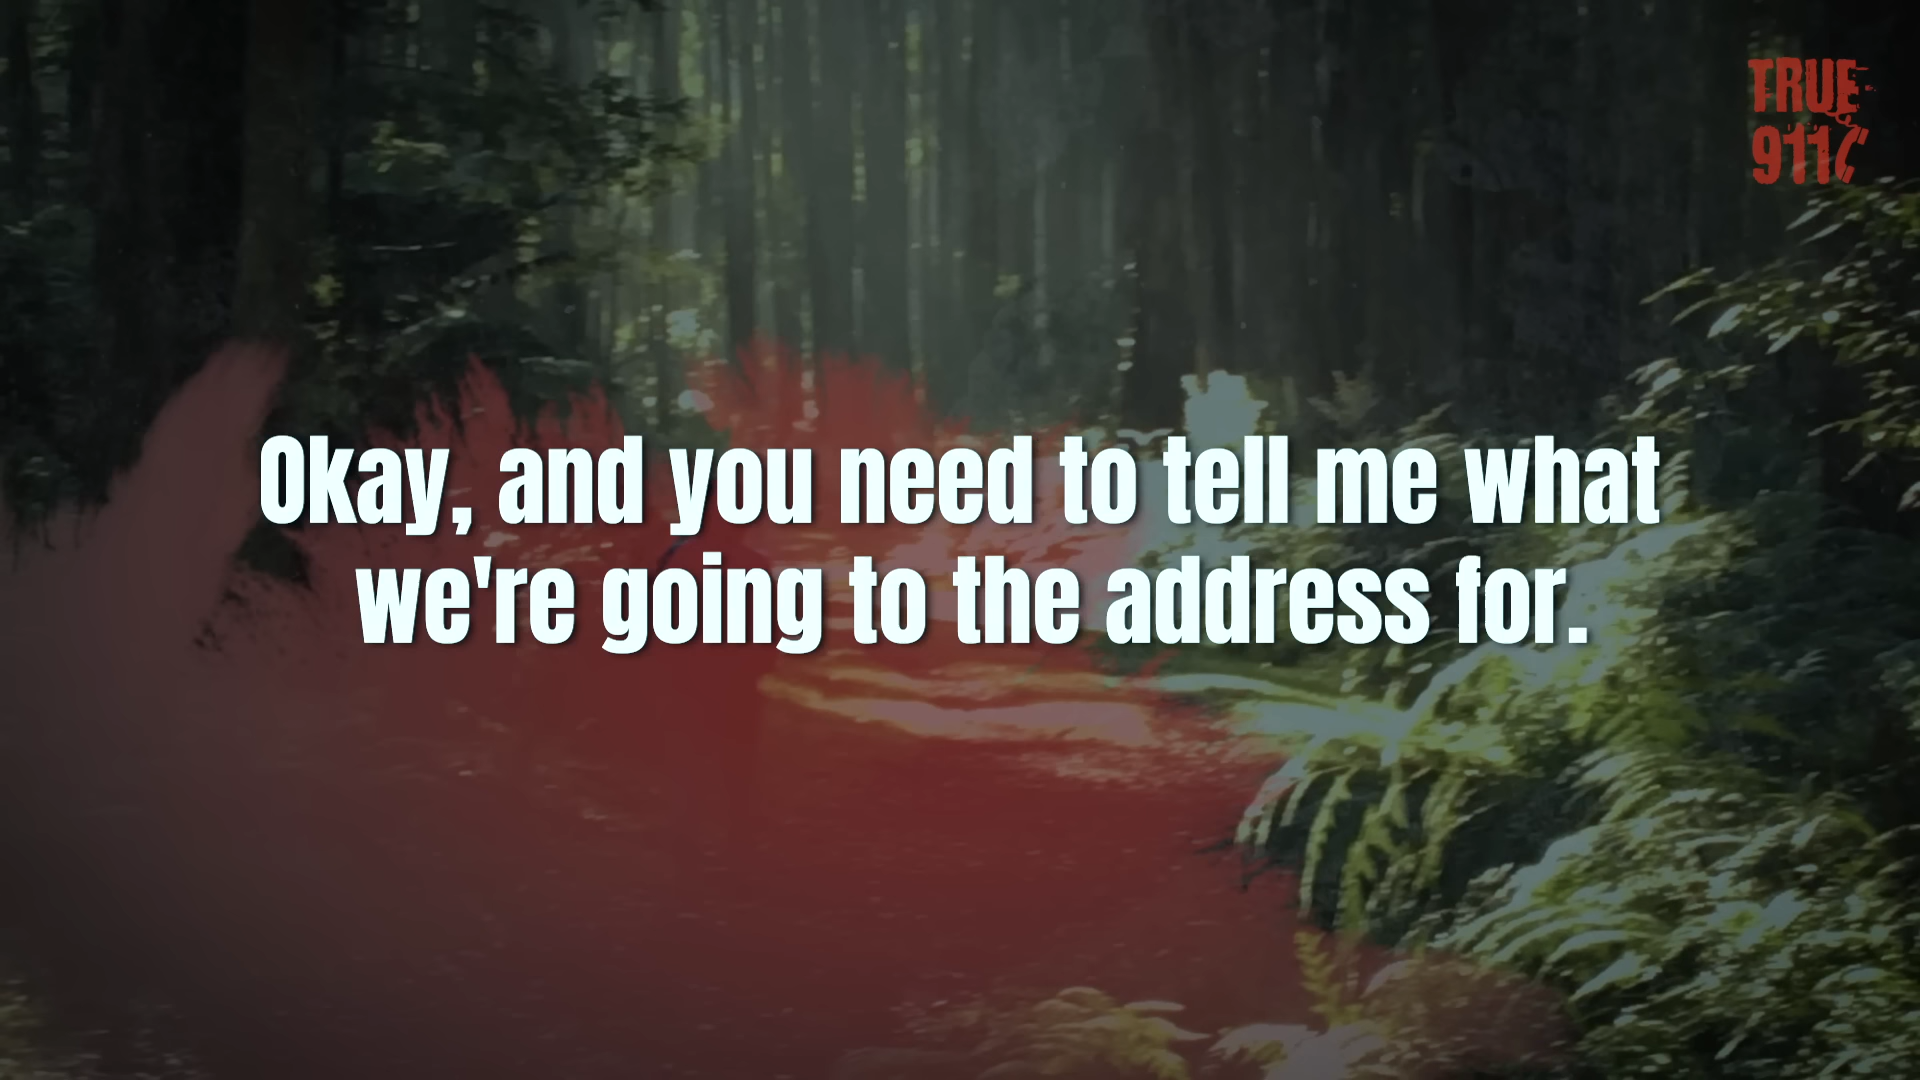 TRUE
911
Okay, and you need to tell me what
we're going to the address for.